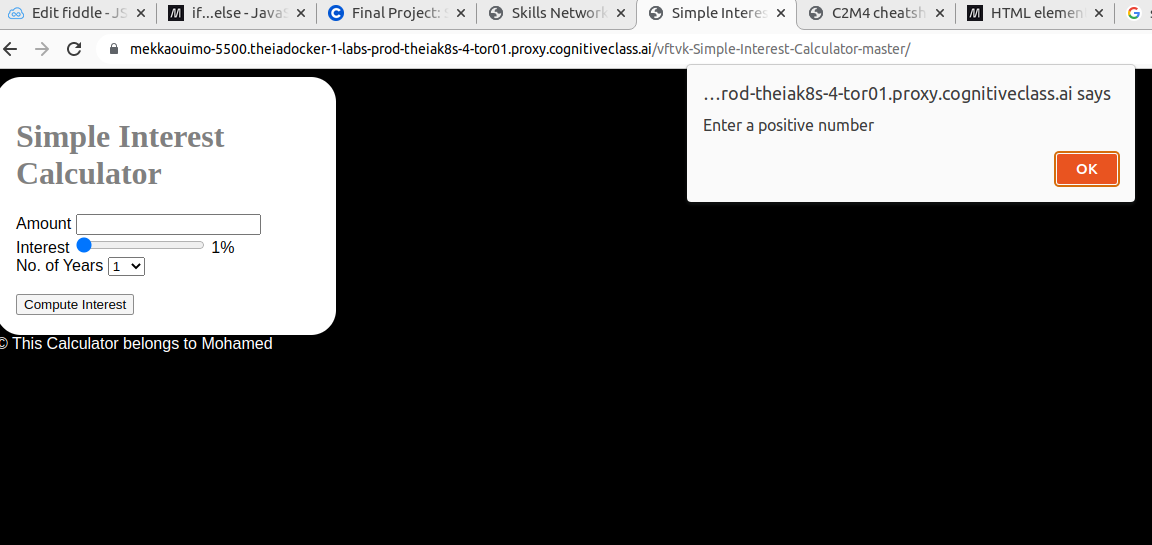 Edit fiddle - JS
if...else - JavaS
Final Project: S
Skills Network
Simple Interes
C2M4 cheatsh
HTML elemen
mekkaouimo-5500.theiadocker-1-labs-prod-theiak8s-4-tor01.proxy.cognitiveclass.ai/vftvk-Simple-Interest-Calculator-master/
...rod-theiak8s-4-tor01.proxy.cognitiveclass.ai says
Enter a positive number
OK
Simple Interest
Calculator
Amount
Interest 1%
No. of Years 1
Compute Interest
© This Calculator belongs to Mohamed